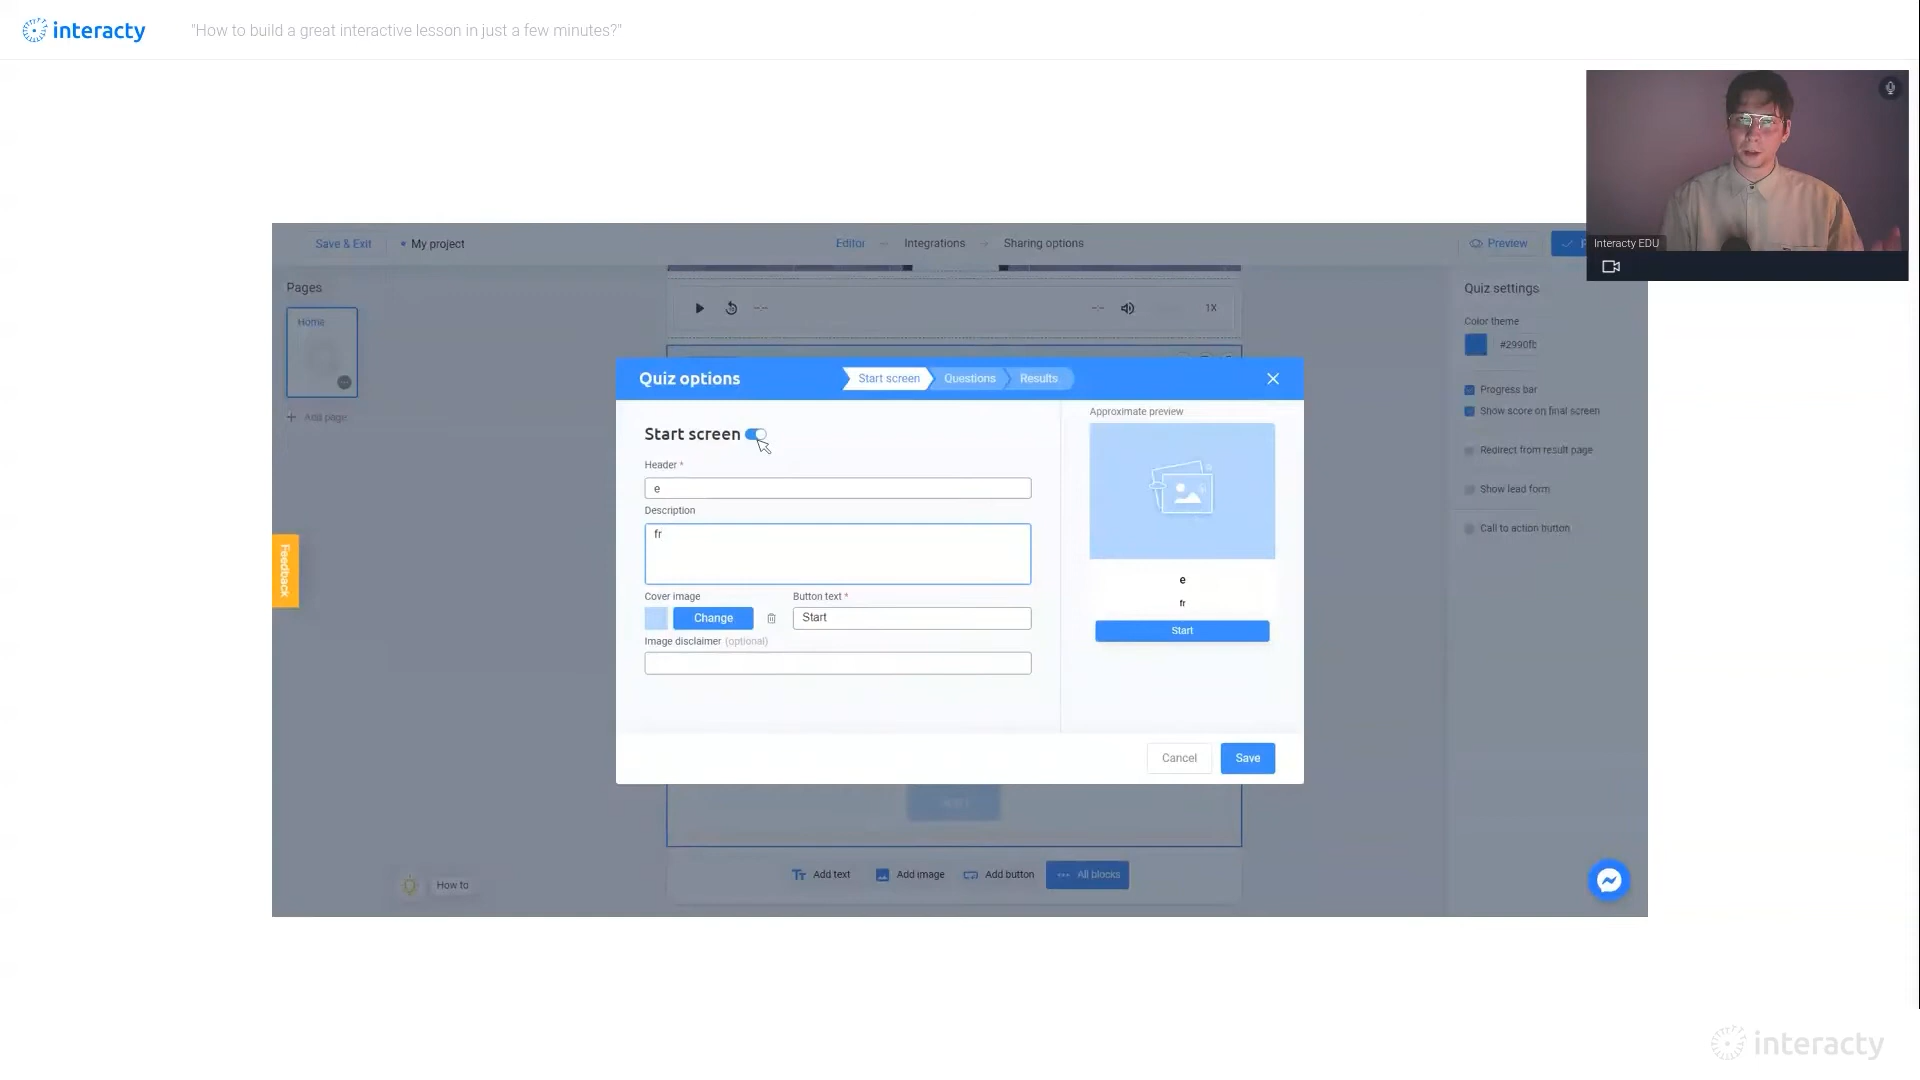 interacty
"How to build a great interactive lesson in just a few minutes?"
Interacty EDU
Save & Exit
My project
Editor
Integrations
Sharing options
Preview
Pages
Home
Add page
1X
Quiz settings
Color theme
#2990fb
Progress bar
Show score on final screen
Redirect from result page
Show lead form
Call to action button
Quiz options
Start screen
Questions
Results
Start screen
Header *
e
Description
fr
Cover image
Change
Button text *
Start
Image disclaimer (optional)
Approximate preview
e
fr
Start
Cancel
Save
Feedback
Add text
Add image
Add button
All blocks
How to
interacty